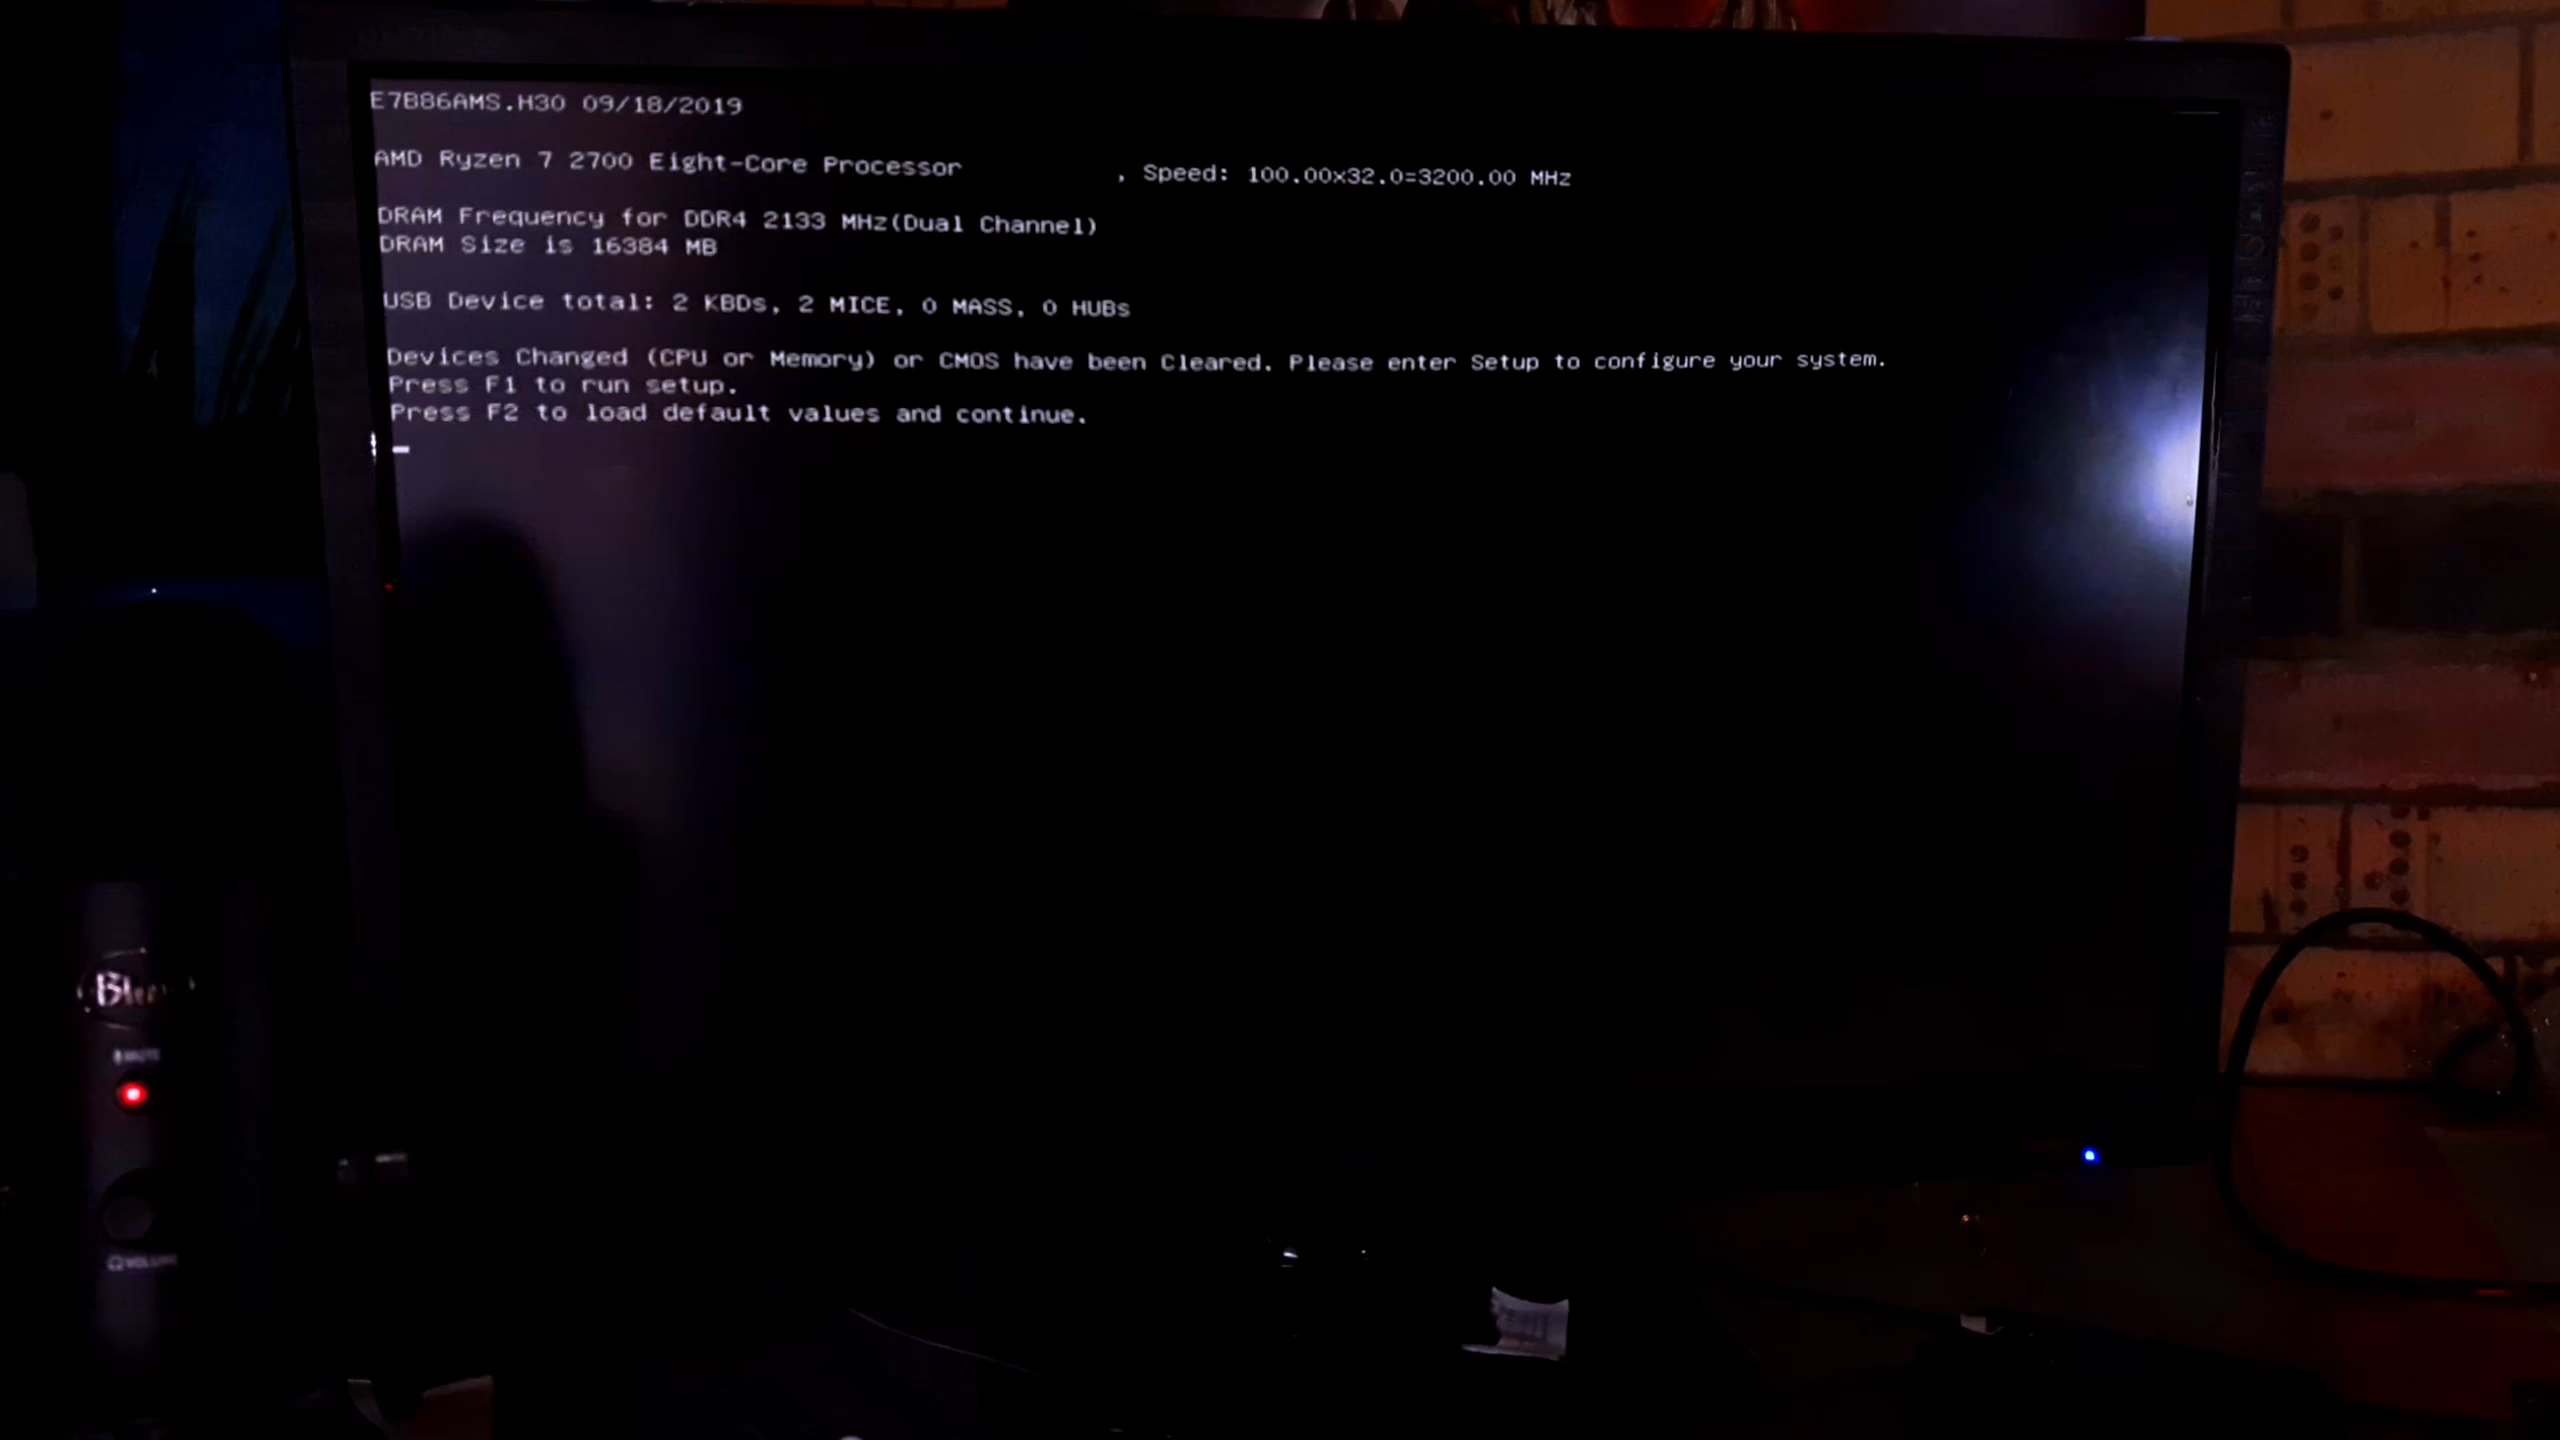 E7B86AMS.H30 09/18/2019
AMD Ryzen 7 2700 Eight-Core Processor , Speed: 100.00x32.0=3200.00 MHz
DRAM Frequency for DDR4 2133 MHz(Dual Channel)
DRAM Size is 16384 MB
USB Device total: 2 KBDs, 2 MICE, 0 MASS, 0 HUBs
Devices Changed (CPU or Memory) or CMOS have been Cleared. Please enter Setup to configure your system.
Press F1 to run setup.
Press F2 to load default values and continue.
Blue
MUTE
VOLUME